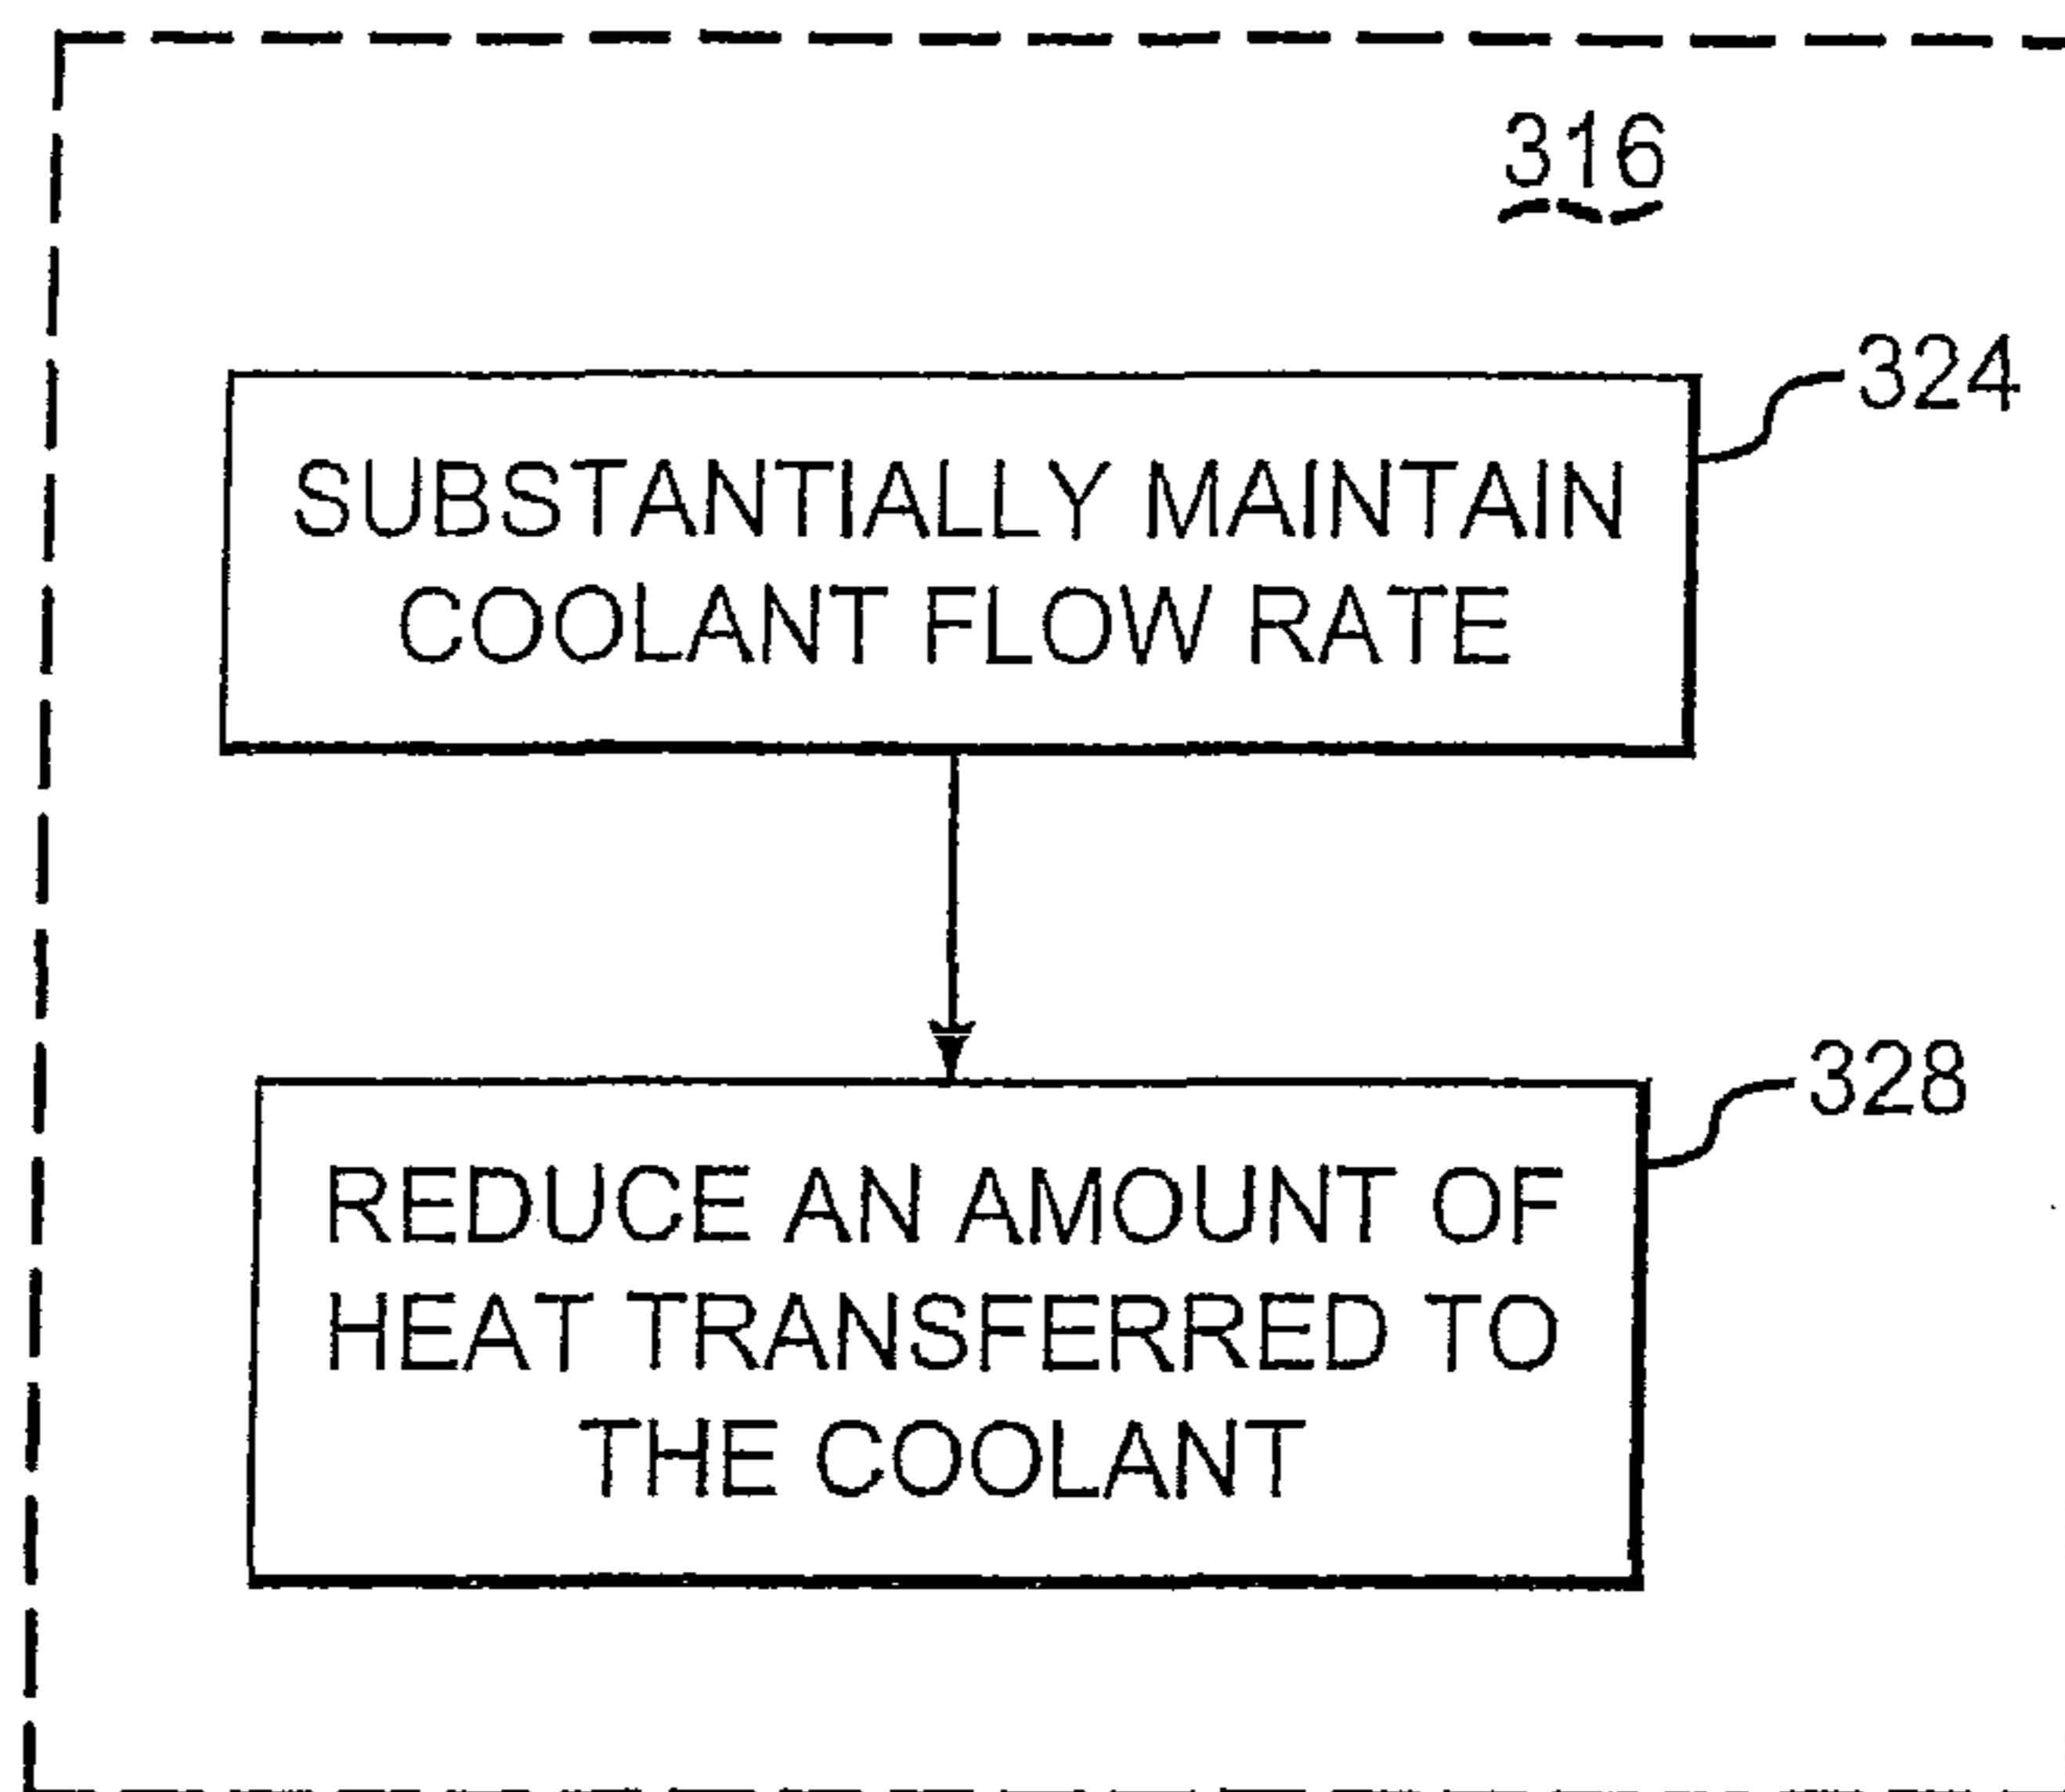 316
324
SUBSTANTIALLY MAINTAIN
COOLANT FLOW RATE
328
REDUCE AN AMOUNT OF
HEAT TRANSFERRED TO
THE COOLANT